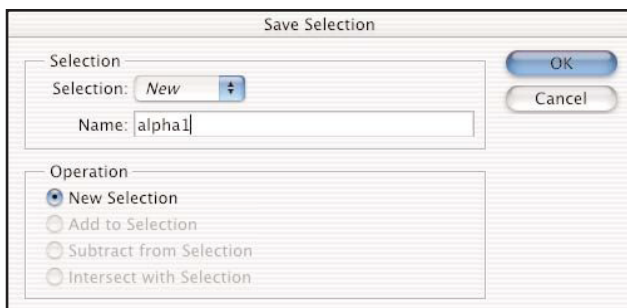 Save Selection
Selection
Selection: New
Name: alpha1
OK
Cancel
Operation
New Selection
Add to Selection
Subtract from Selection
Intersect with Selection